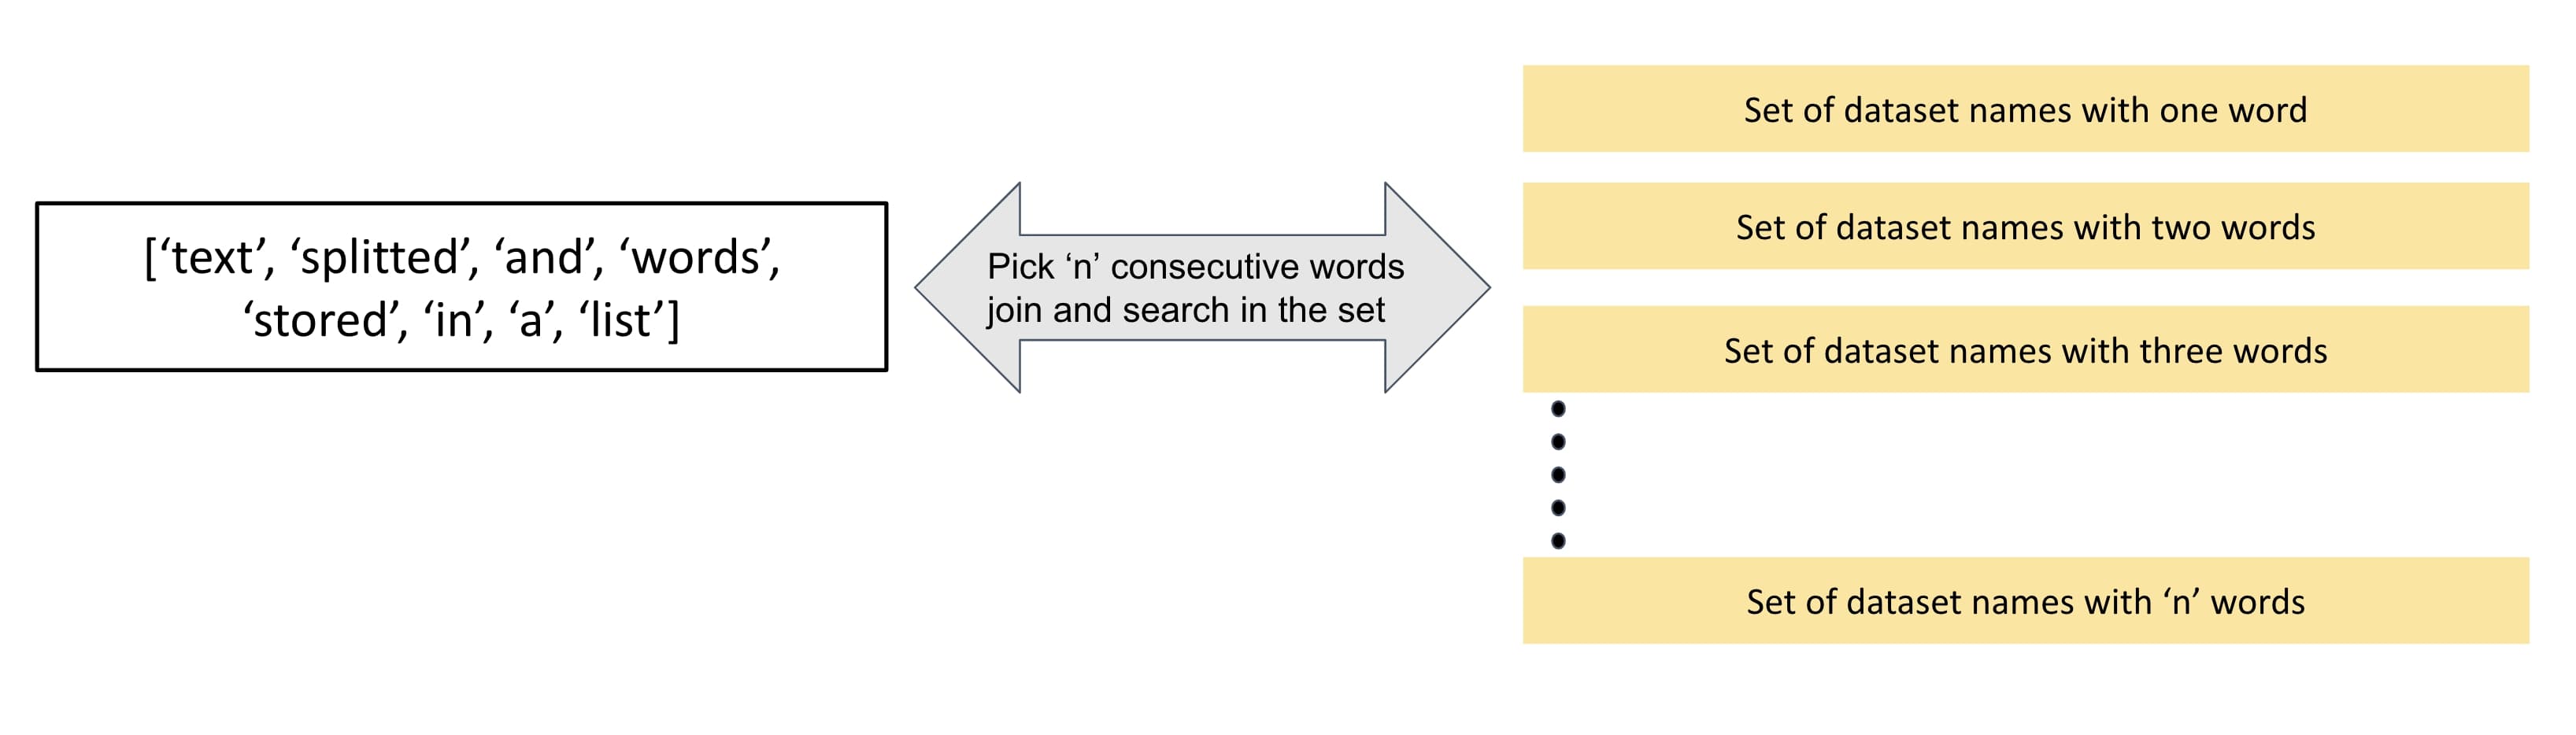 [‘text’, ‘splitted’, ‘and’, ‘words’,
‘stored’, ‘in’, ‘a’, ‘list’]
Pick ‘n’ consecutive words
join and search in the set
Set of dataset names with one word
Set of dataset names with two words
Set of dataset names with three words
Set of dataset names with ‘n’ words